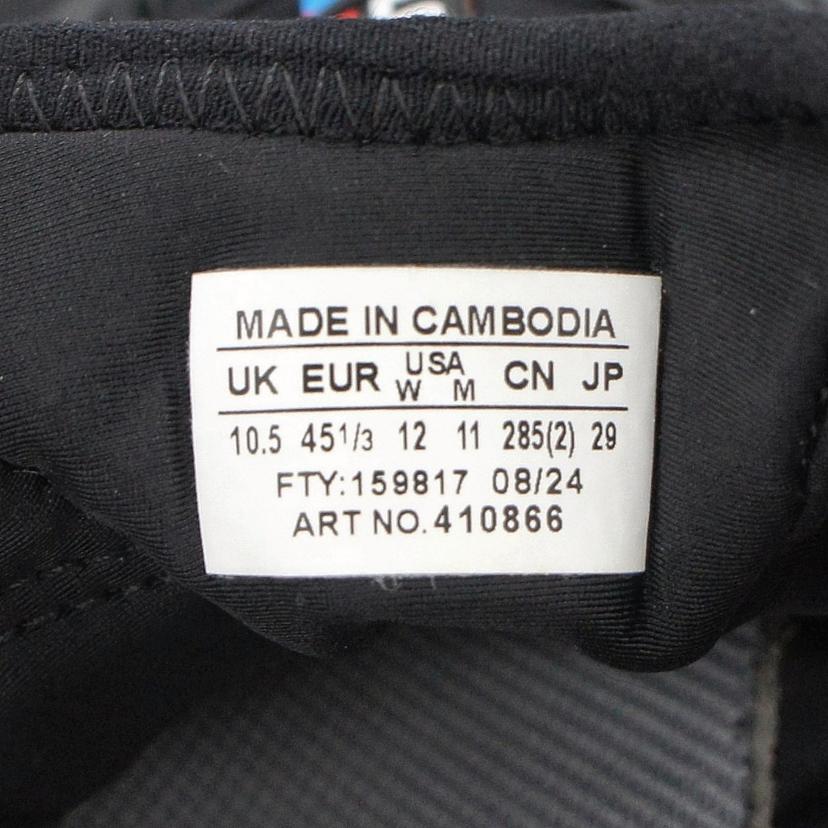 MADE IN CAMBODIA
UK EUR USA W M CN JP
10.5 45 1/3 12 11 285(2) 29
FTY:159817 08/24
ART NO.410866